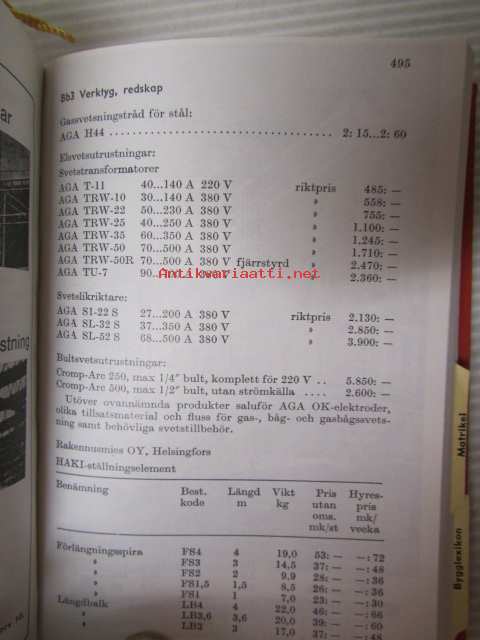 495
Bb3 Verktyg, redskap
Gassvetsningstråd för stål:
AGA H44 .................................. 2: 15...2: 60
Elsvetsutrustningar:
Svetstransformatorer
AGA T-11 40...140 A 220 V riktpris 485: —
AGA TRW-10 30...140 A 380 V » 558: —
AGA TRW-22 50...230 A 380 V » 755: —
AGA TRW-25 40...250 A 380 V » 1.100: —
AGA TRW-35 60...350 A 380 V » 1.245: —
AGA TRW-50 70...500 A 380 V » 1.710: —
AGA TRW-50R 70...500 A 380 V fjärrstyrd » 2.470: —
AGA TU-7 90... V » 2.360: —
Antikvariaatti.net
Svetslikriktare:
AGA SI-22 S 27...200 A 380 V riktpris 2.130: —
AGA SL-32 S 37...350 A 380 V » 2.850: —
AGA SL-52 S 68...500 A 380 V » 3.900: —
Bultsvetsutrustningar:
Cromp-Arc 250, max 1/4″ bult, komplett för 220 V .. 5.850: —
Cromp-Arc 500, max 1/2″ bult, utan strömkälla .... 2.600: —
Utöver ovannämnda produkter saluför AGA OK-elektroder,
olika tillsatsmaterial och fluss för gas-, båg- och gasbågsvets-
ning samt behövliga svetstillbehör.
Rakennusmies OY, Helsingfors
HAKI-ställningselement
Benämning Best. Längd Vikt Pris Hyres-
kode m kg utan pris
oms. mk/
mk/st vecka
Förlängningsspira FS4 4 19,0 53: — —: 72
» FS3 3 14,5 37: — —: 48
» FS2 2 9,9 28: — —: 36
» FS1,5 1,5 8,5 26: — —: 36
» FS1 1 7,0 23: — —: 30
Längdbalk LB4 4 22,0 46: — —: 66
» LB3,6 3,6 20,0 39: — —: 60
» LB3 3 17,0 37: — —: 48
Matrikel
Bygglexikon
ar
stning